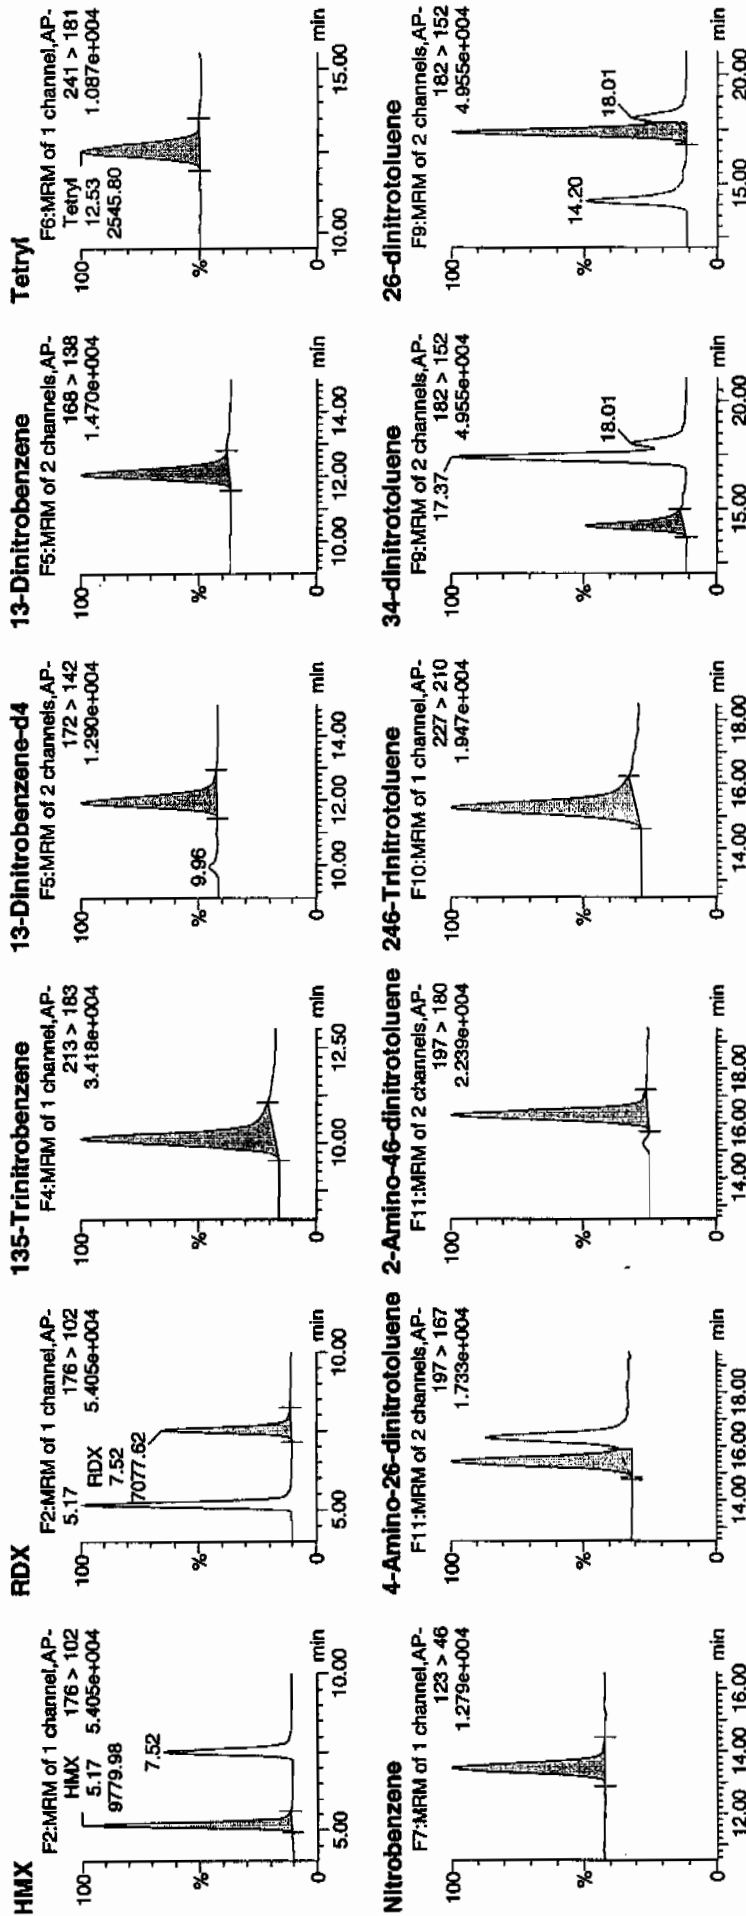 HMX
F2:MRM of 1 channel,AP-
HMX 176 > 102
5.17 5.405e+004
9779.98
7.52
100
%
0
5.00 10.00 min
RDX
F2:MRM of 1 channel,AP-
5.17 176 > 102
RDX 5.405e+004
7.52
7077.62
100
%
0
5.00 10.00 min
135-Trinitrobenzene
F4:MRM of 1 channel,AP-
213 > 183
3.418e+004
100
%
0
10.00 12.50 min
13-Dinitrobenzene-d4
F5:MRM of 2 channels,AP-
172 > 142
1.290e+004
9.96
100
%
0
10.00 12.00 14.00 min
13-Dinitrobenzene
F5:MRM of 2 channels,AP-
168 > 138
1.470e+004
100
%
0
10.00 12.00 14.00 min
Tetryl
F6:MRM of 1 channel,AP-
Tetryl 241 > 181
12.53 1.087e+004
2545.80
100
%
0
10.00 15.00 min
Nitrobenzene
F7:MRM of 1 channel,AP-
123 > 46
1.279e+004
100
%
0
12.00 14.00 16.00 min
4-Amino-26-dinitrotoluene
F11:MRM of 2 channels,AP-
197 > 167
1.733e+004
100
%
0
14.00 16.00 18.00 min
2-Amino-46-dinitrotoluene
F11:MRM of 2 channels,AP-
197 > 180
2.239e+004
100
%
0
14.00 16.00 18.00 min
246-Trinitrotoluene
F10:MRM of 1 channel,AP-
227 > 210
1.947e+004
100
%
0
14.00 16.00 18.00 min
34-dinitrotoluene
F9:MRM of 2 channels,AP-
17.37 182 > 152
4.955e+004
18.01
100
%
0
15.00 20.00 min
26-dinitrotoluene
F9:MRM of 2 channels,AP-
182 > 152
4.955e+004
14.20
18.01
100
%
0
15.00 20.00 min